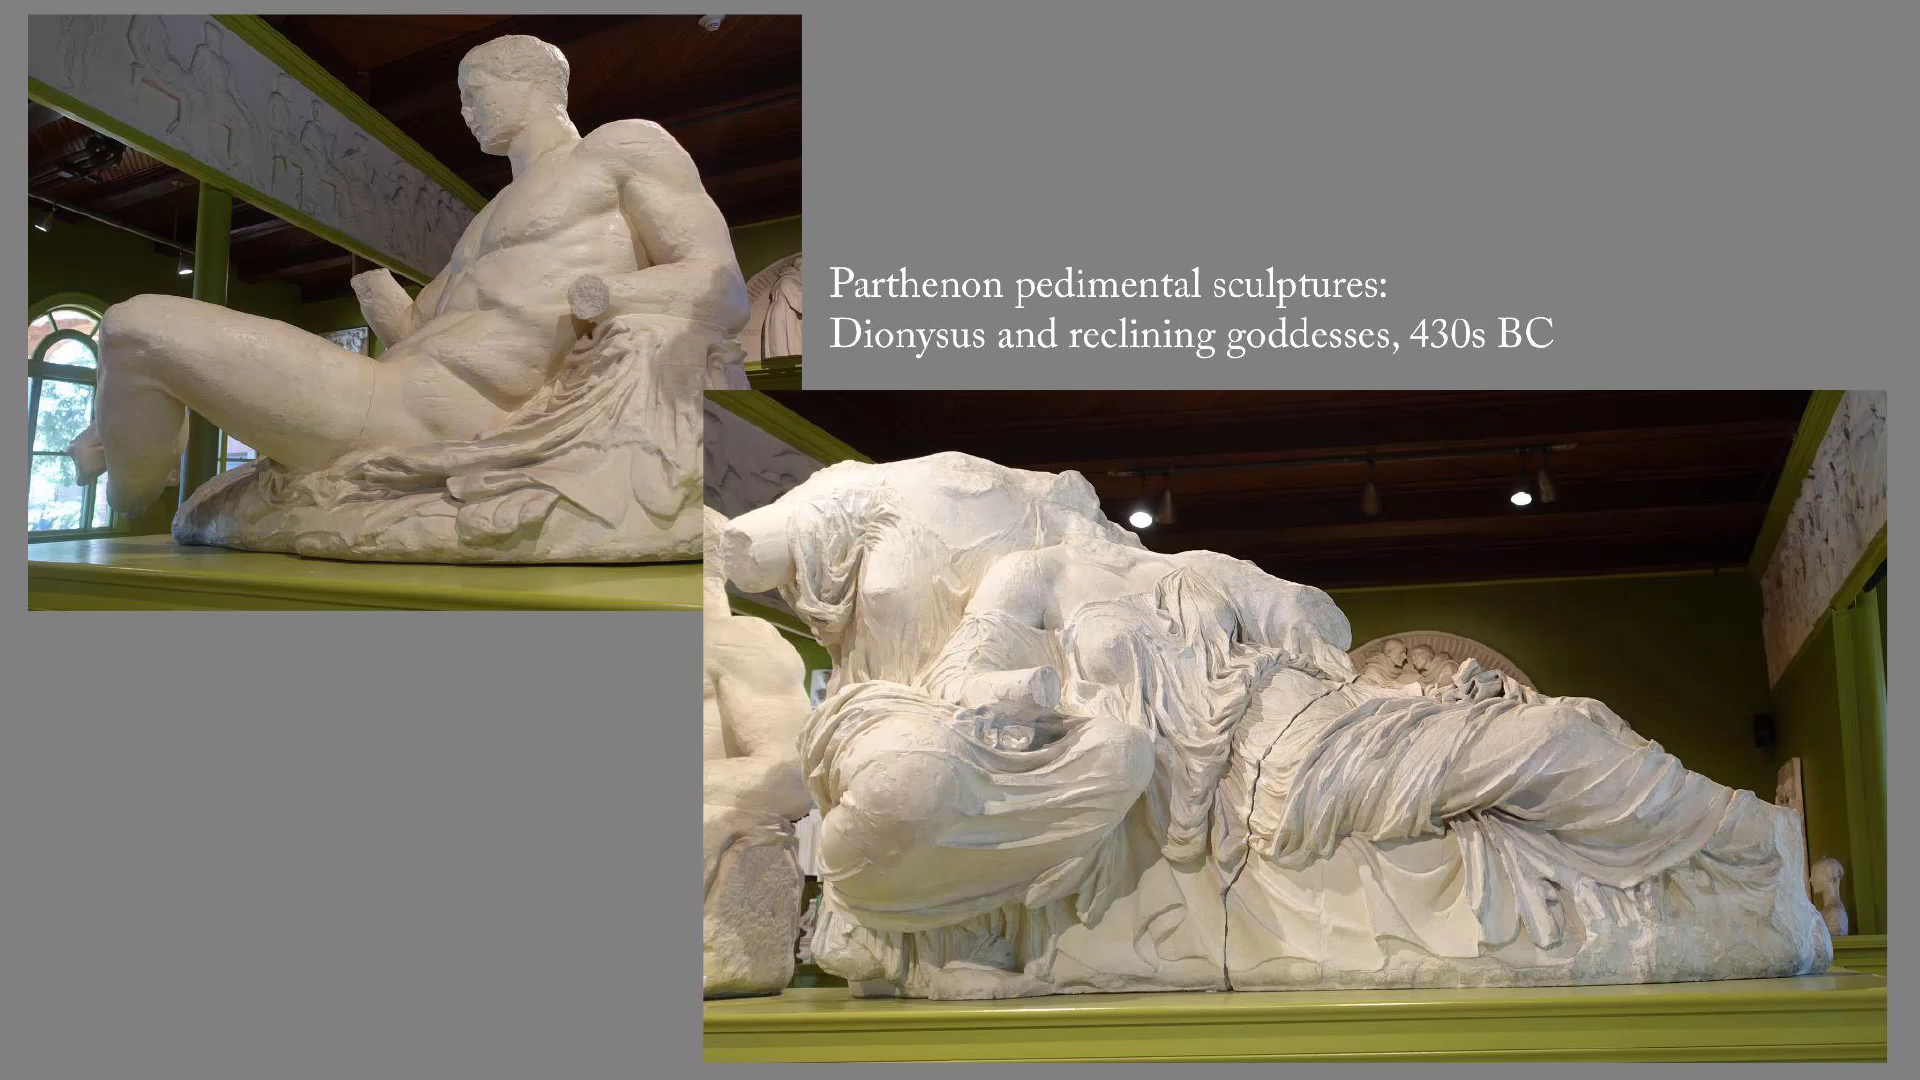 Parthenon pedimental sculptures:
Dionysus and reclining goddesses, 430s BC